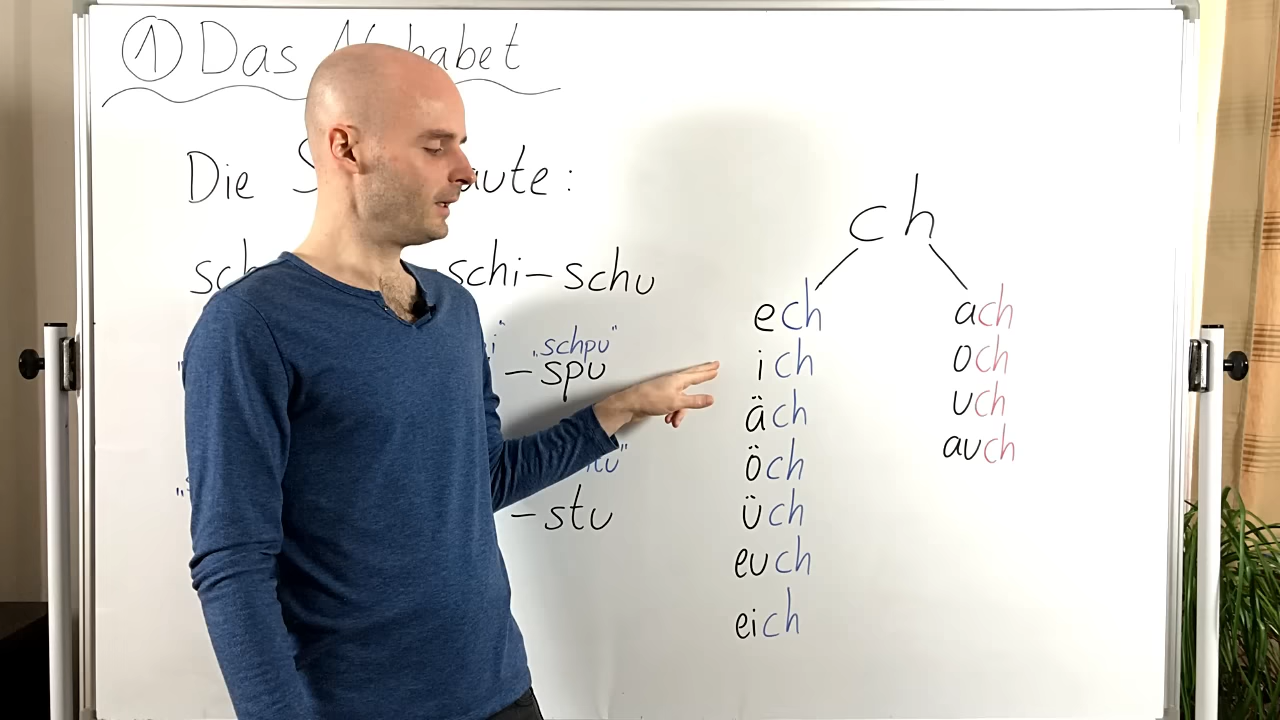 ① Das
Die
schi – schu
„schpu"
– spu
– stu
ch
ech
ich
äch
öch
üch
euch
eich
ach
och
uch
auch